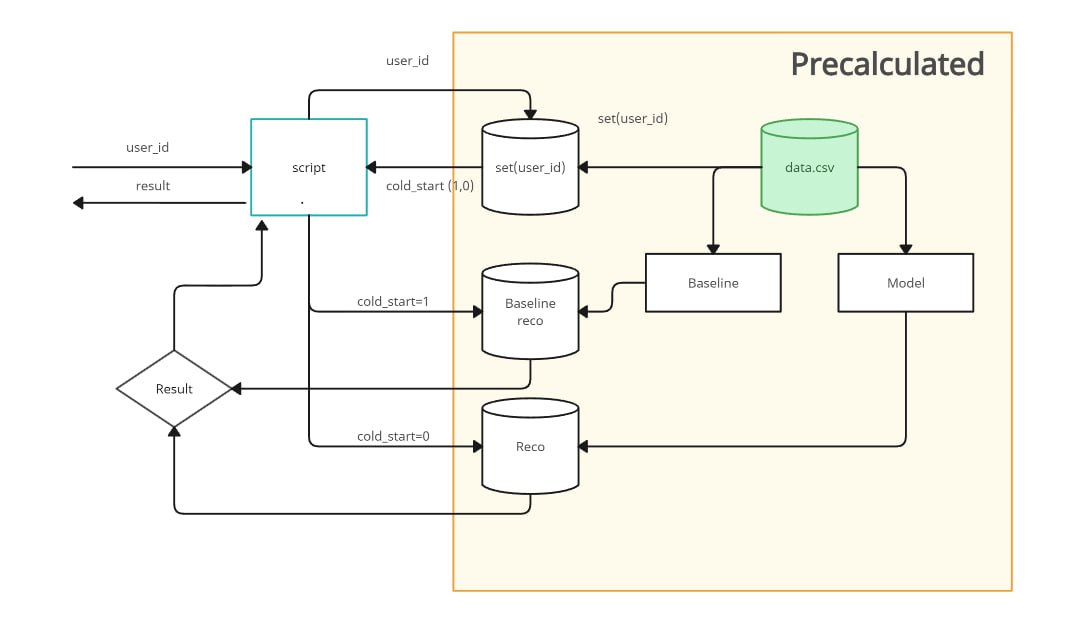 user_id
Precalculated
set(user_id)
user_id
script
set(user_id)
data.csv
result
cold_start (1,0)
.
Baseline
Model
cold_start=1
Baseline
reco
Result
cold_start=0
Reco